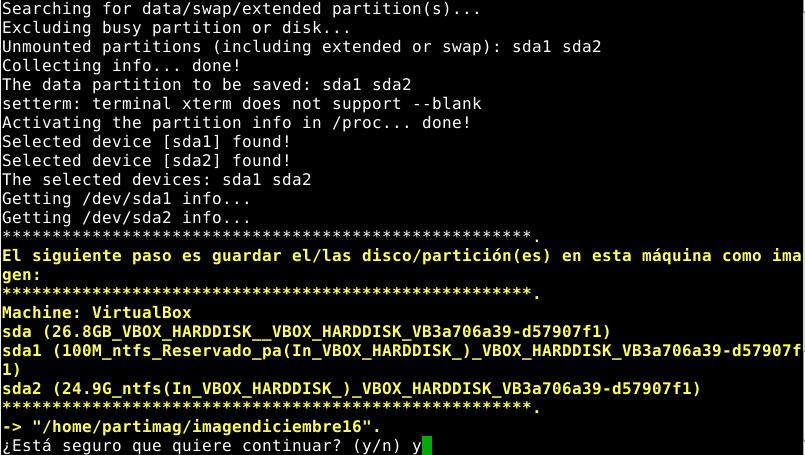 Searching for data/swap/extended partition(s)...
Excluding busy partition or disk...
Unmounted partitions (including extended or swap): sda1 sda2
Collecting info... done!
The data partition to be saved: sda1 sda2
setterm: terminal xterm does not support --blank
Activating the partition info in /proc... done!
Selected device [sda1] found!
Selected device [sda2] found!
The selected devices: sda1 sda2
Getting /dev/sda1 info...
Getting /dev/sda2 info...
*****************************************************.
El siguiente paso es guardar el/las disco/partición(es) en esta máquina como ima
gen:
*****************************************************.
Machine: VirtualBox
sda (26.8GB_VBOX_HARDDISK__VBOX_HARDDISK_VB3a706a39-d57907f1)
sda1 (100M_ntfs_Reservado_pa(In_VBOX_HARDDISK_)_VBOX_HARDDISK_VB3a706a39-d57907f
1)
sda2 (24.9G_ntfs(In_VBOX_HARDDISK_)_VBOX_HARDDISK_VB3a706a39-d57907f1)
*****************************************************.
-> "/home/partimag/imagendiciembre16".
¿Está seguro que quiere continuar? (y/n) y